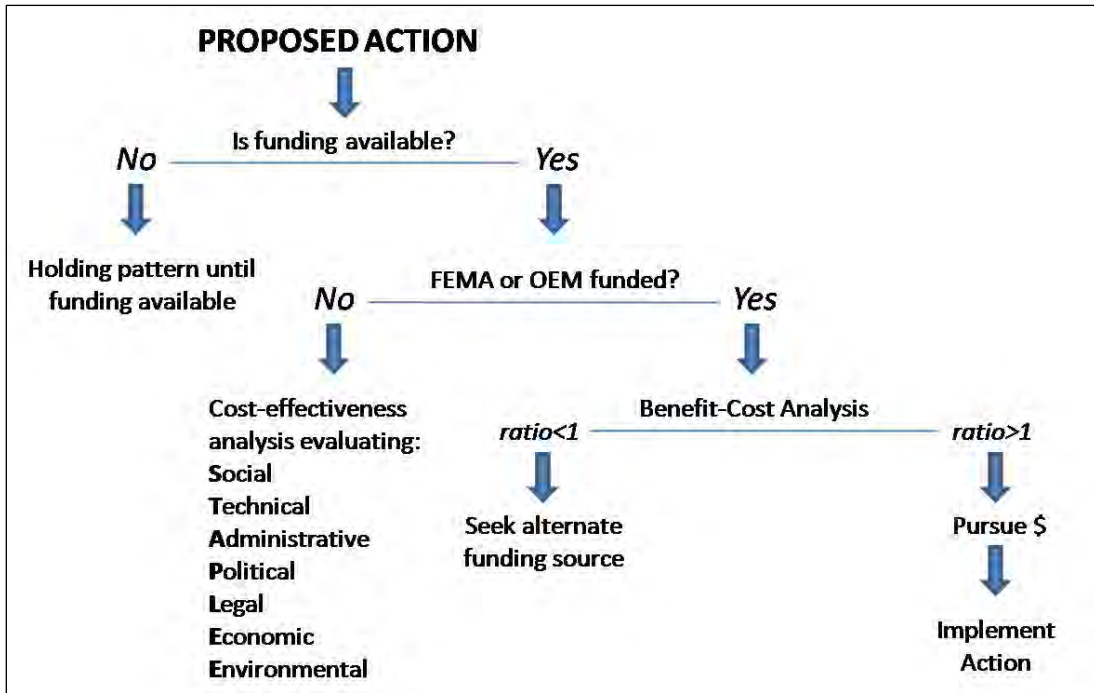 PROPOSED ACTION
Is funding available?
No
Yes
Holding pattern until
funding available
FEMA or OEM funded?
No
Yes
Cost-effectiveness
analysis evaluating:
Social
Technical
Administrative
Political
Legal
Economic
Environmental
Benefit-Cost Analysis
ratio<1
ratio>1
Seek alternate
funding source
Pursue $
Implement
Action